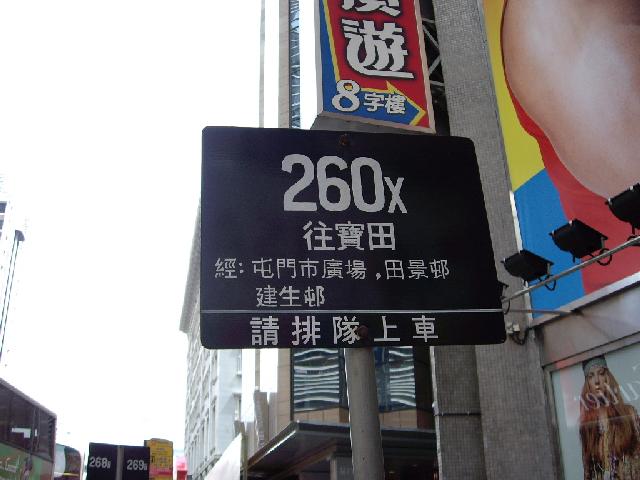 遊
8字樓
260X
往寶田
經: 屯門市廣場,田景邨
建生邨
請排隊上車
268B
269B